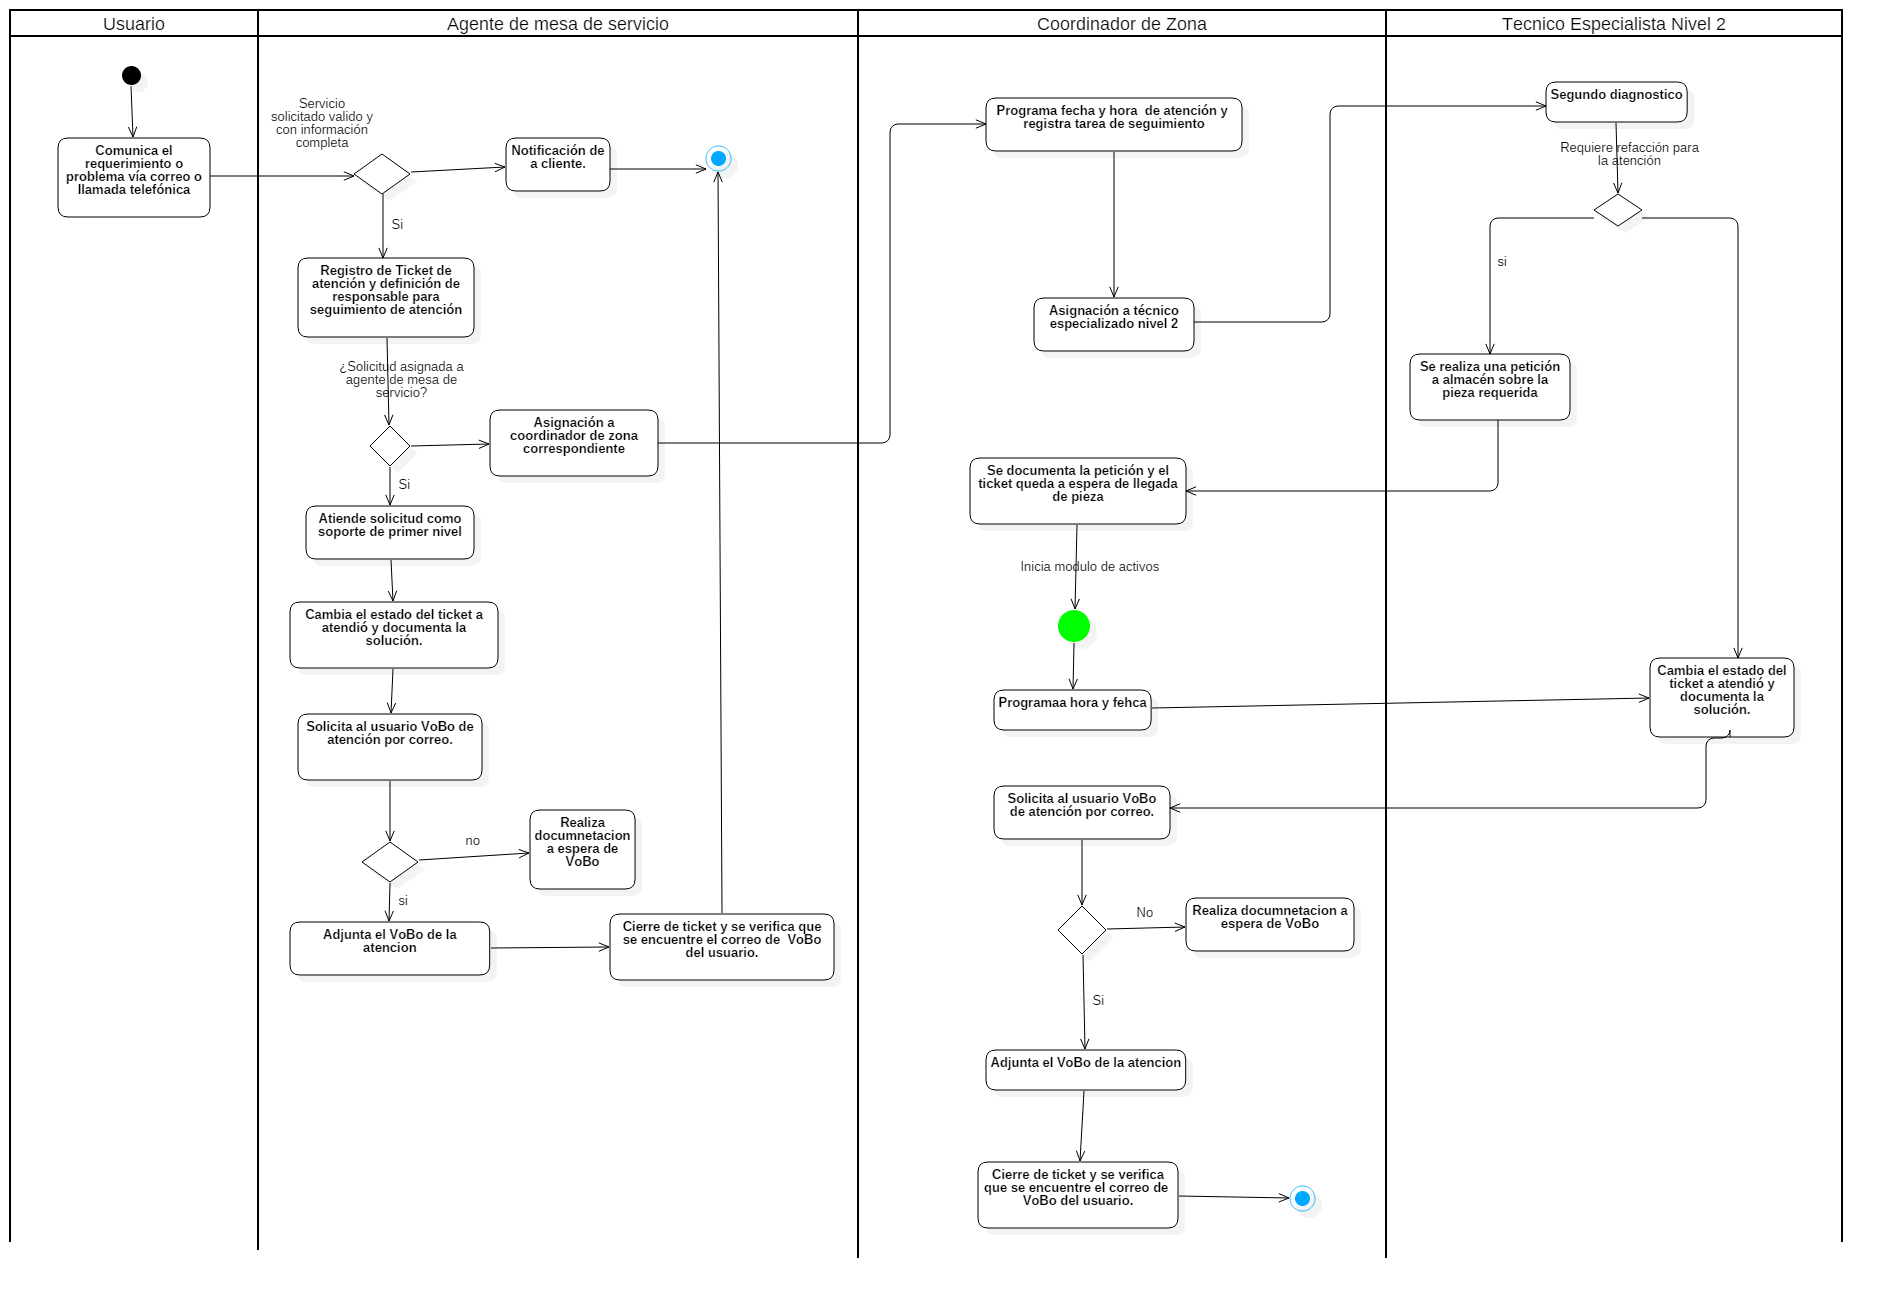 Usuario
Agente de mesa de servicio
Coordinador de Zona
Tecnico Especialista Nivel 2
Comunica el
requerimiento o
problema vía correo o
llamada telefónica
Servicio
solicitado valido y
con información
completa
Notificación de
a cliente.
Si
Registro de Ticket de
atención y definición de
responsable para
seguimiento de atención
¿Solicitud asignada a
agente de mesa de
servicio?
Asignación a
coordinador de zona
correspondiente
Si
Atiende solicitud como
soporte de primer nivel
Cambia el estado del ticket a
atendió y documenta la
solución.
Solicita al usuario VoBo de
atención por correo.
no
Realiza
documnetacion
a espera de
VoBo
si
Adjunta el VoBo de la
atencion
Cierre de ticket y se verifica que
se encuentre el correo de  VoBo
del usuario.
Programa fecha y hora  de atención y
registra tarea de seguimiento
Asignación a técnico
especializado nivel 2
Se documenta la petición y el
ticket queda a espera de llegada
de pieza
Inicia modulo de activos
Programaa hora y fehca
Solicita al usuario VoBo
de atención por correo.
No
Realiza documnetacion a
espera de VoBo
Si
Adjunta el VoBo de la atencion
Cierre de ticket y se verifica
que se encuentre el correo de
VoBo del usuario.
Segundo diagnostico
Requiere refacción para
la atención
si
Se realiza una petición
a almacén sobre la
pieza requerida
Cambia el estado del
ticket a atendió y
documenta la
solución.